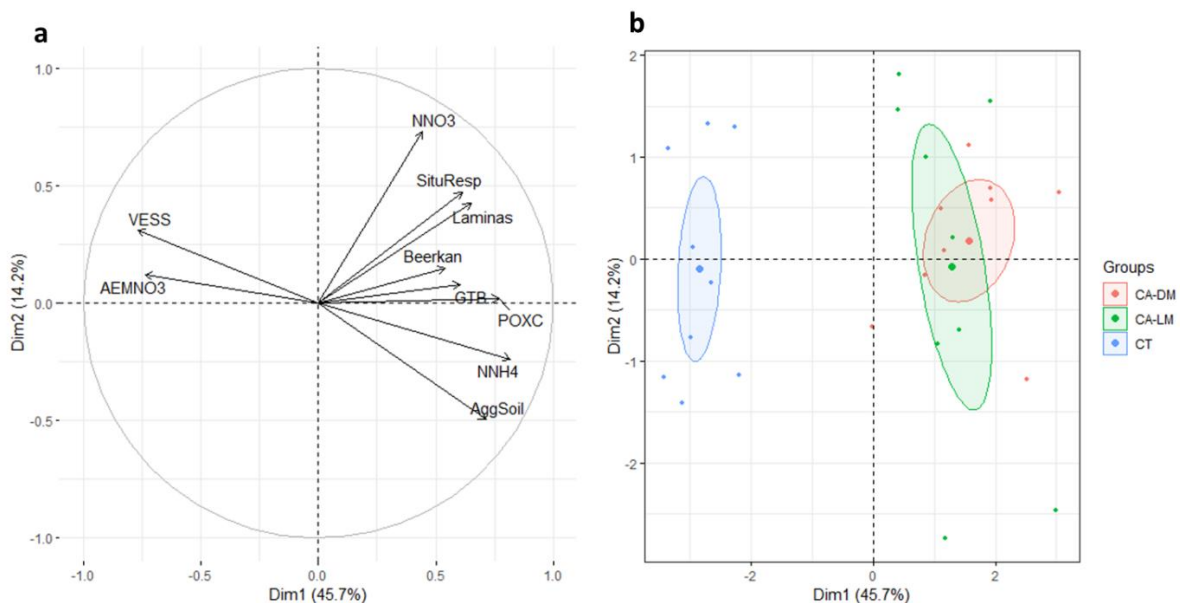 a
1.0
0.5
0.0
-0.5
-1.0
Dim2 (14.2%)
NNO3
SituResp
Laminas
VESS
Beerkan
AEMNO3
GTB
POXC
NNH4
AggSoil
-1.0 -0.5 0.0 0.5 1.0
Dim1 (45.7%)
b
2
1
0
-1
-2
Dim2 (14.2%)
-2 0 2
Dim1 (45.7%)
Groups
CA-DM
CA-LM
CT